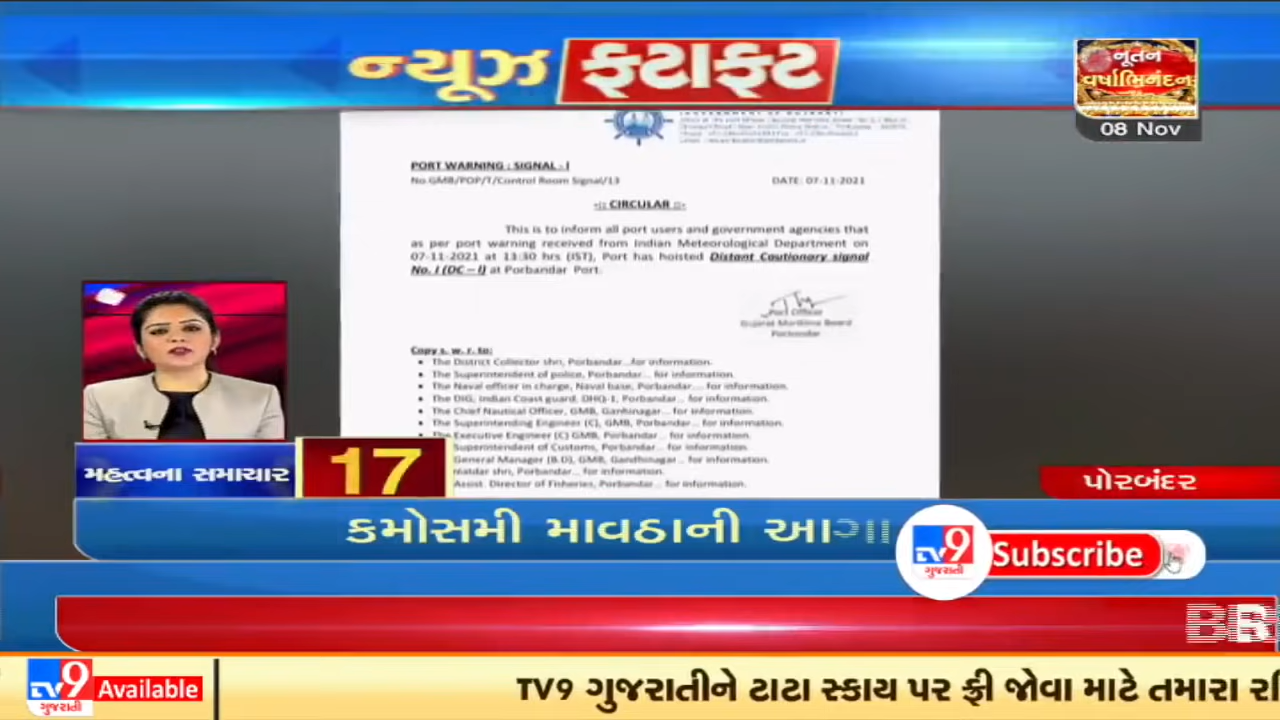 ન્યૂઝ ફટાફટ
નૂતન
વર્ષાભિનંદન
08 Nov
PORT WARNING : SIGNAL - I
No.GMB/POP/T/Control Room Signal/13
DATE: 07-11-2021
-:: CIRCULAR ::-
This is to inform all port users and government agencies that
as per port warning received from Indian Meteorological Department on
07-11-2021 at 13:30 hrs (IST), Port has hoisted Distant Cautionary signal
No. I (DC – I) at Porbandar Port.
Port Officer
Gujarat Maritime Board
Porbandar
Copy s. w. r. to:
• The District Collector shri, Porbandar...for information.
• The Superintendent of police, Porbandar... for information.
• The Naval officer in charge, Naval base, Porbandar.... for information.
• The DIG, Indian Coast guard, DHQ-1, Porbandar... for information.
• The Chief Nautical Officer, GMB, Ganhinagar... for information.
• The Superintending Engineer (C), GMB, Porbandar... for information.
The Executive Engineer (C) GMB, Porbandar... for information.
Superintendent of Customs, Porbandar... for information.
General Manager (B.D), GMB, Gandhinagar... for information.
shri, Porbandar... for information.
Assist. Director of Fisheries, Porbandar... for information.
મહત્વના સમાચાર
17
પોરબંદર
કમોસમી માવઠાની આગા
TV9
ગુજરાતી
Subscribe
BR
TV9
ગુજરાતી
Available
TV9 ગુજરાતીને ટાટા સ્કાય પર ફ્રી જોવા માટે તમારા રિ